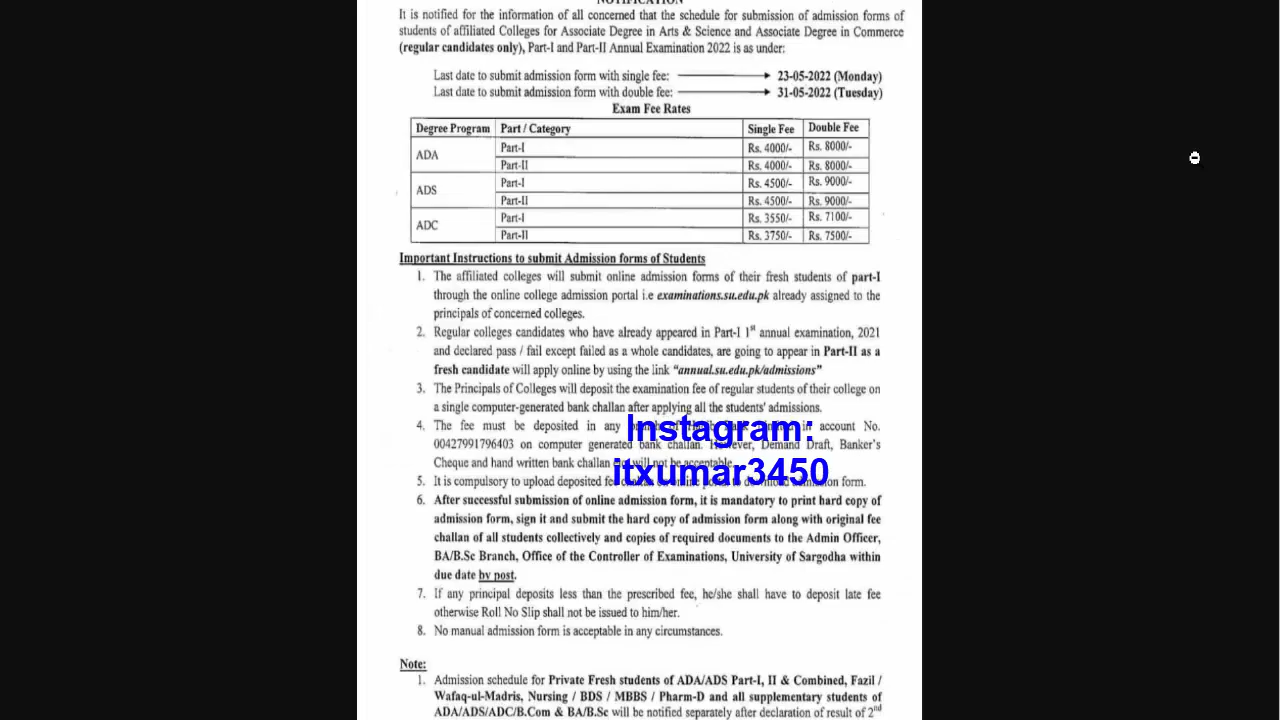 NOTIFICATION
It is notified for the information of all concerned that the schedule for submission of admission forms of
students of affiliated Colleges for Associate Degree in Arts & Science and Associate Degree in Commerce
(regular candidates only), Part-I and Part-II Annual Examination 2022 is as under:
Last date to submit admission form with single fee: 23-05-2022 (Monday)
Last date to submit admission form with double fee: 31-05-2022 (Tuesday)
Exam Fee Rates
Degree Program Part / Category Single Fee Double Fee
ADA Part-I Rs. 4000/- Rs. 8000/-
Part-II Rs. 4000/- Rs. 8000/-
ADS Part-I Rs. 4500/- Rs. 9000/-
Part-II Rs. 4500/- Rs. 9000/-
ADC Part-I Rs. 3550/- Rs. 7100/-
Part-II Rs. 3750/- Rs. 7500/-
Important Instructions to submit Admission forms of Students
1. The affiliated colleges will submit online admission forms of their fresh students of part-I
through the online college admission portal i.e examinations.su.edu.pk already assigned to the
principals of concerned colleges.
2. Regular colleges candidates who have already appeared in Part-I 1st annual examination, 2021
and declared pass / fail except failed as a whole candidates, are going to appear in Part-II as a
fresh candidate will apply online by using the link "annual.su.edu.pk/admissions"
3. The Principals of Colleges will deposit the examination fee of regular students of their college on
a single computer-generated bank challan after applying all the students' admissions.
4. The fee must be deposited in any account No.
00427991796403 on computer generated bank challan. However, Demand Draft, Banker's
Cheque and hand written bank challan will not be acceptable.
5. It is compulsory to upload deposited form.
Instagram:
itxumar3450
6. After successful submission of online admission form, it is mandatory to print hard copy of
admission form, sign it and submit the hard copy of admission form along with original fee
challan of all students collectively and copies of required documents to the Admin Officer,
BA/B.Sc Branch, Office of the Controller of Examinations, University of Sargodha within
due date by post.
7. If any principal deposits less than the prescribed fee, he/she shall have to deposit late fee
otherwise Roll No Slip shall not be issued to him/her.
8. No manual admission form is acceptable in any circumstances.
Note:
1. Admission schedule for Private Fresh students of ADA/ADS Part-I, II & Combined, Fazil /
Wafaq-ul-Madris, Nursing / BDS / MBBS / Pharm-D and all supplementary students of
ADA/ADS/ADC/B.Com & BA/B.Sc will be notified separately after declaration of result of 2nd